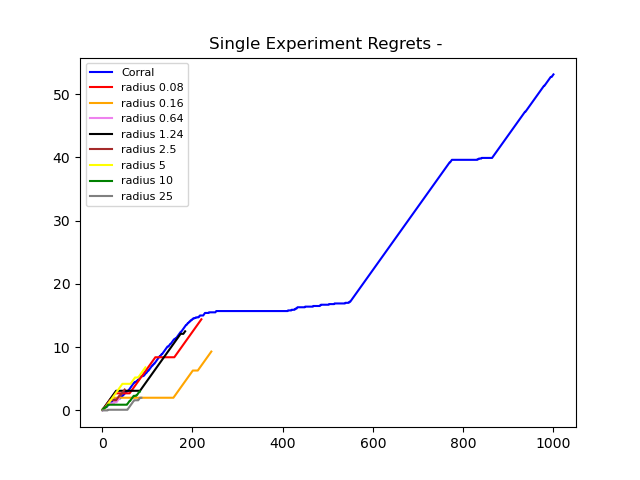 Single Experiment Regrets -
Corral
radius 0.08
radius 0.16
radius 0.64
radius 1.24
radius 2.5
radius 5
radius 10
radius 25
50
40
30
20
10
0
0 200 400 600 800 1000